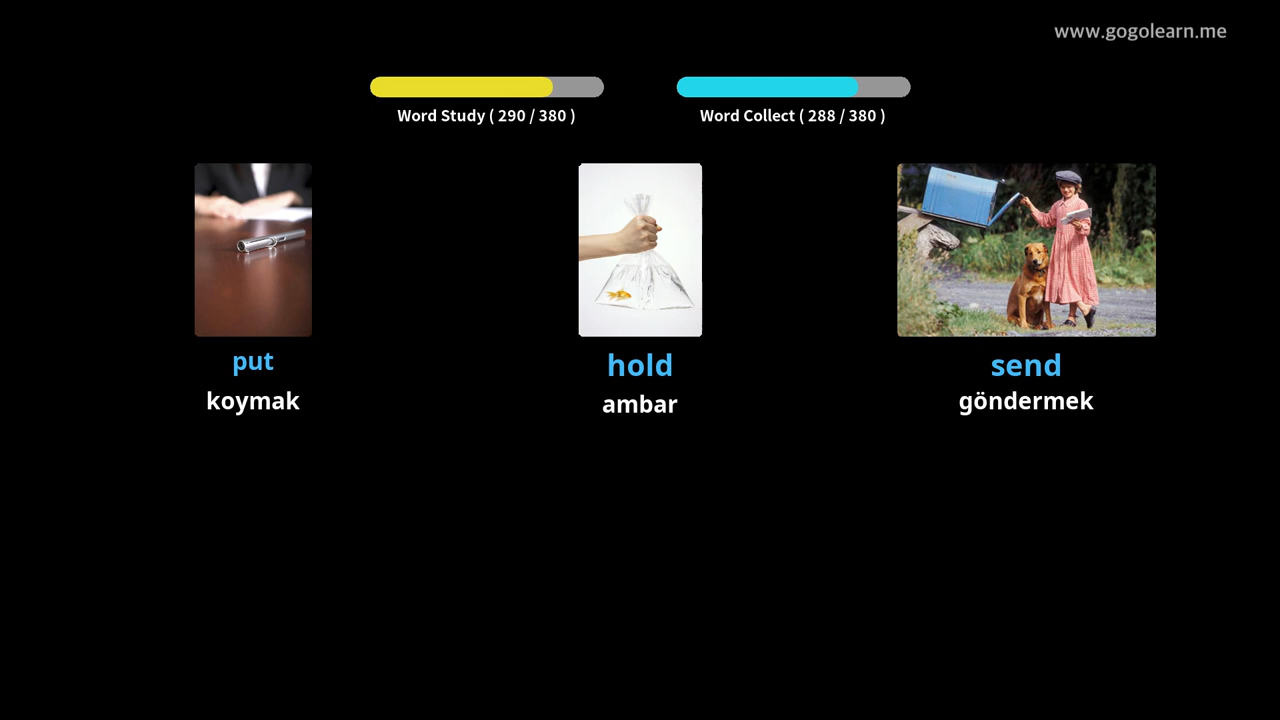 www.gogolearn.me
Word Study ( 290 / 380 )
Word Collect ( 288 / 380 )
put
koymak
hold
ambar
send
göndermek